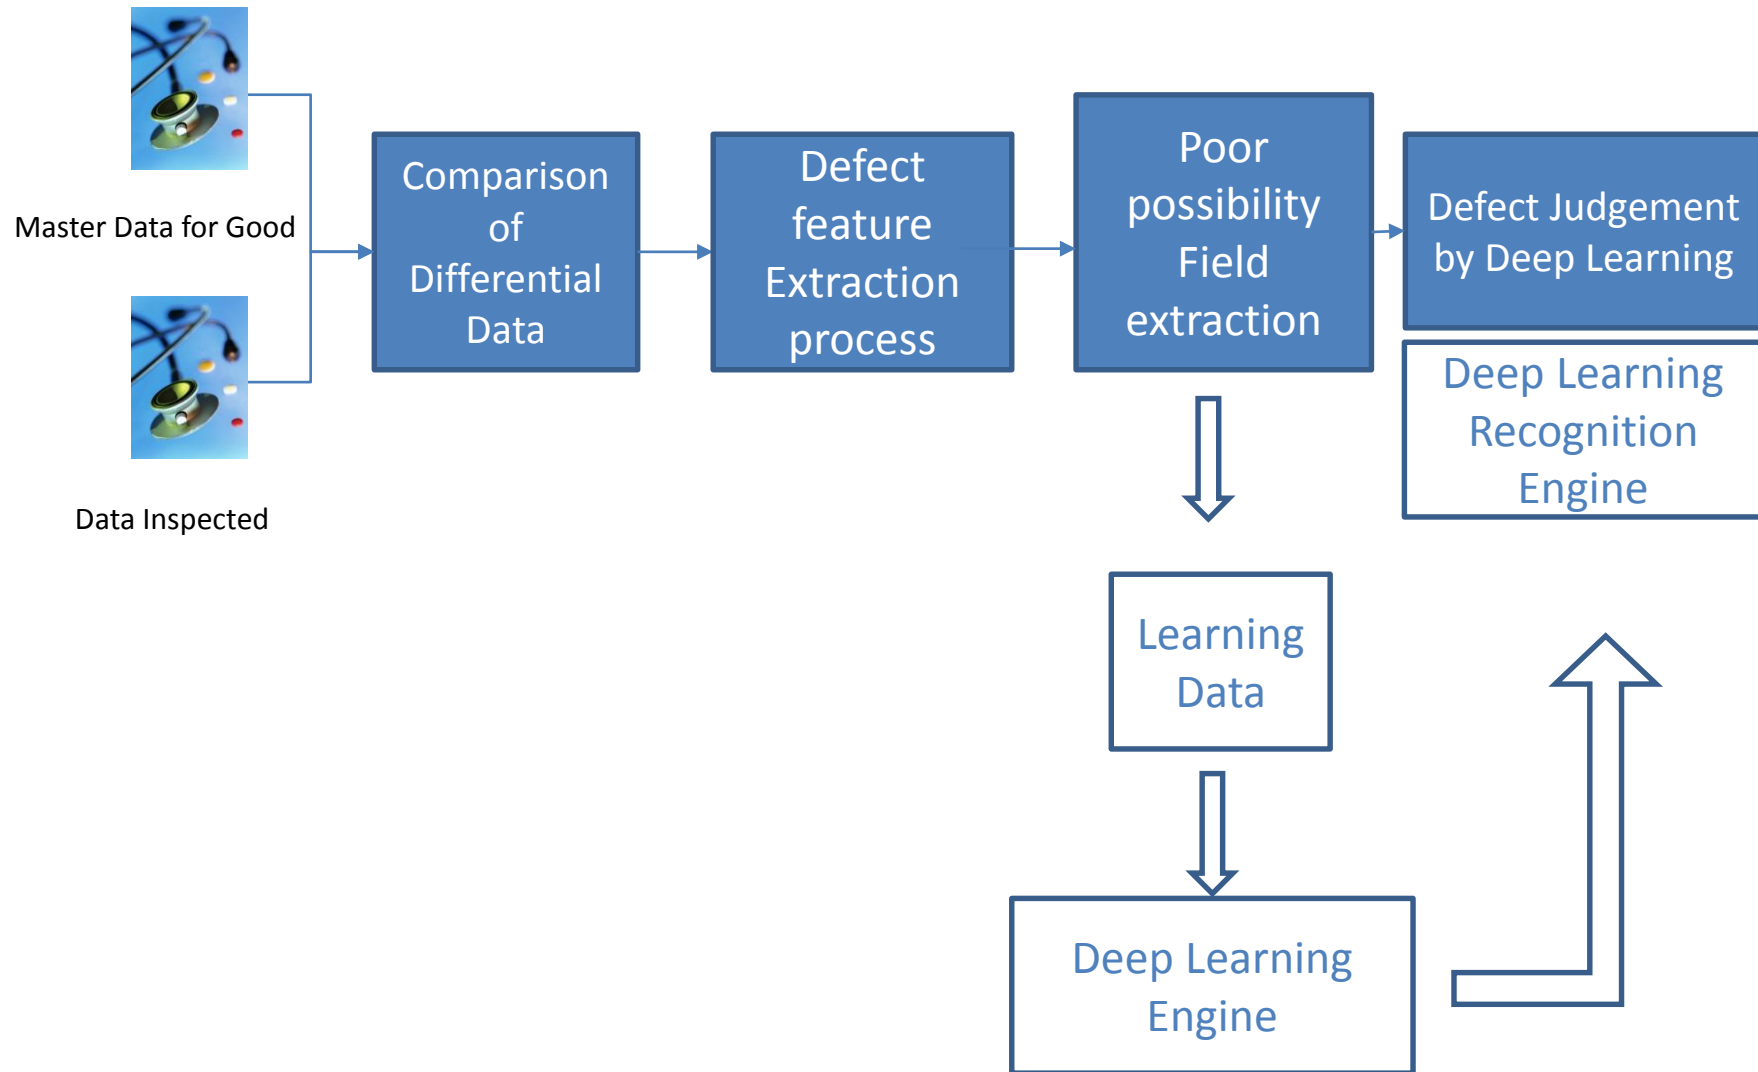 Master Data for Good
Data Inspected
Comparison
of
Differential
Data
Defect
feature
Extraction
process
Poor
possibility
Field
extraction
Defect Judgement
by Deep Learning
Deep Learning
Recognition
Engine
Learning
Data
Deep Learning
Engine